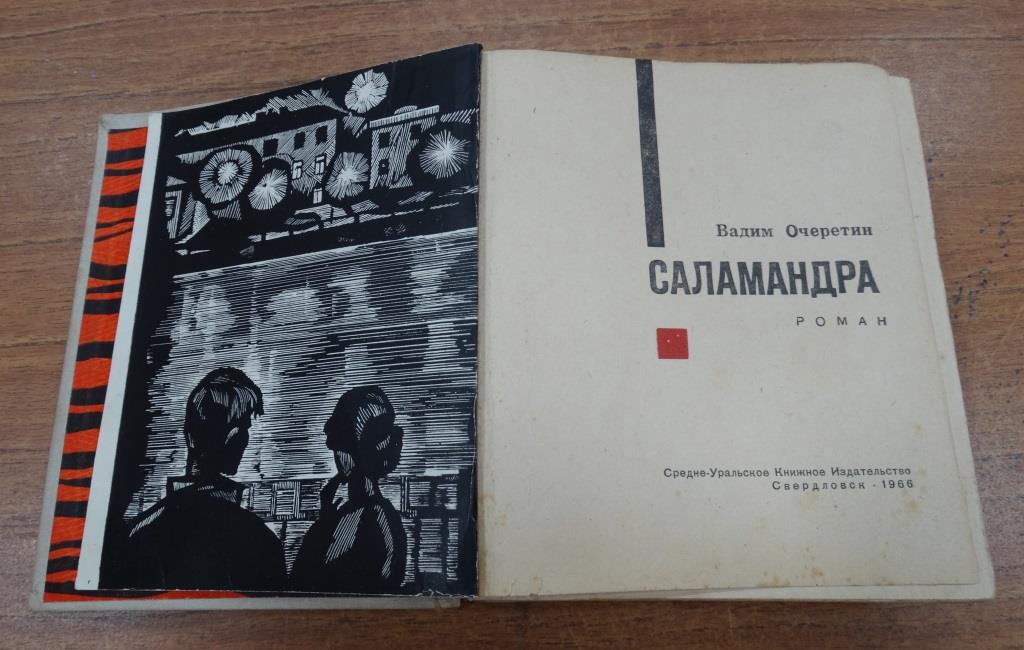 Вадим Очеретин
САЛАМАНДРА
РОМАН
Средне-Уральское Книжное Издательство
Свердловск · 1966